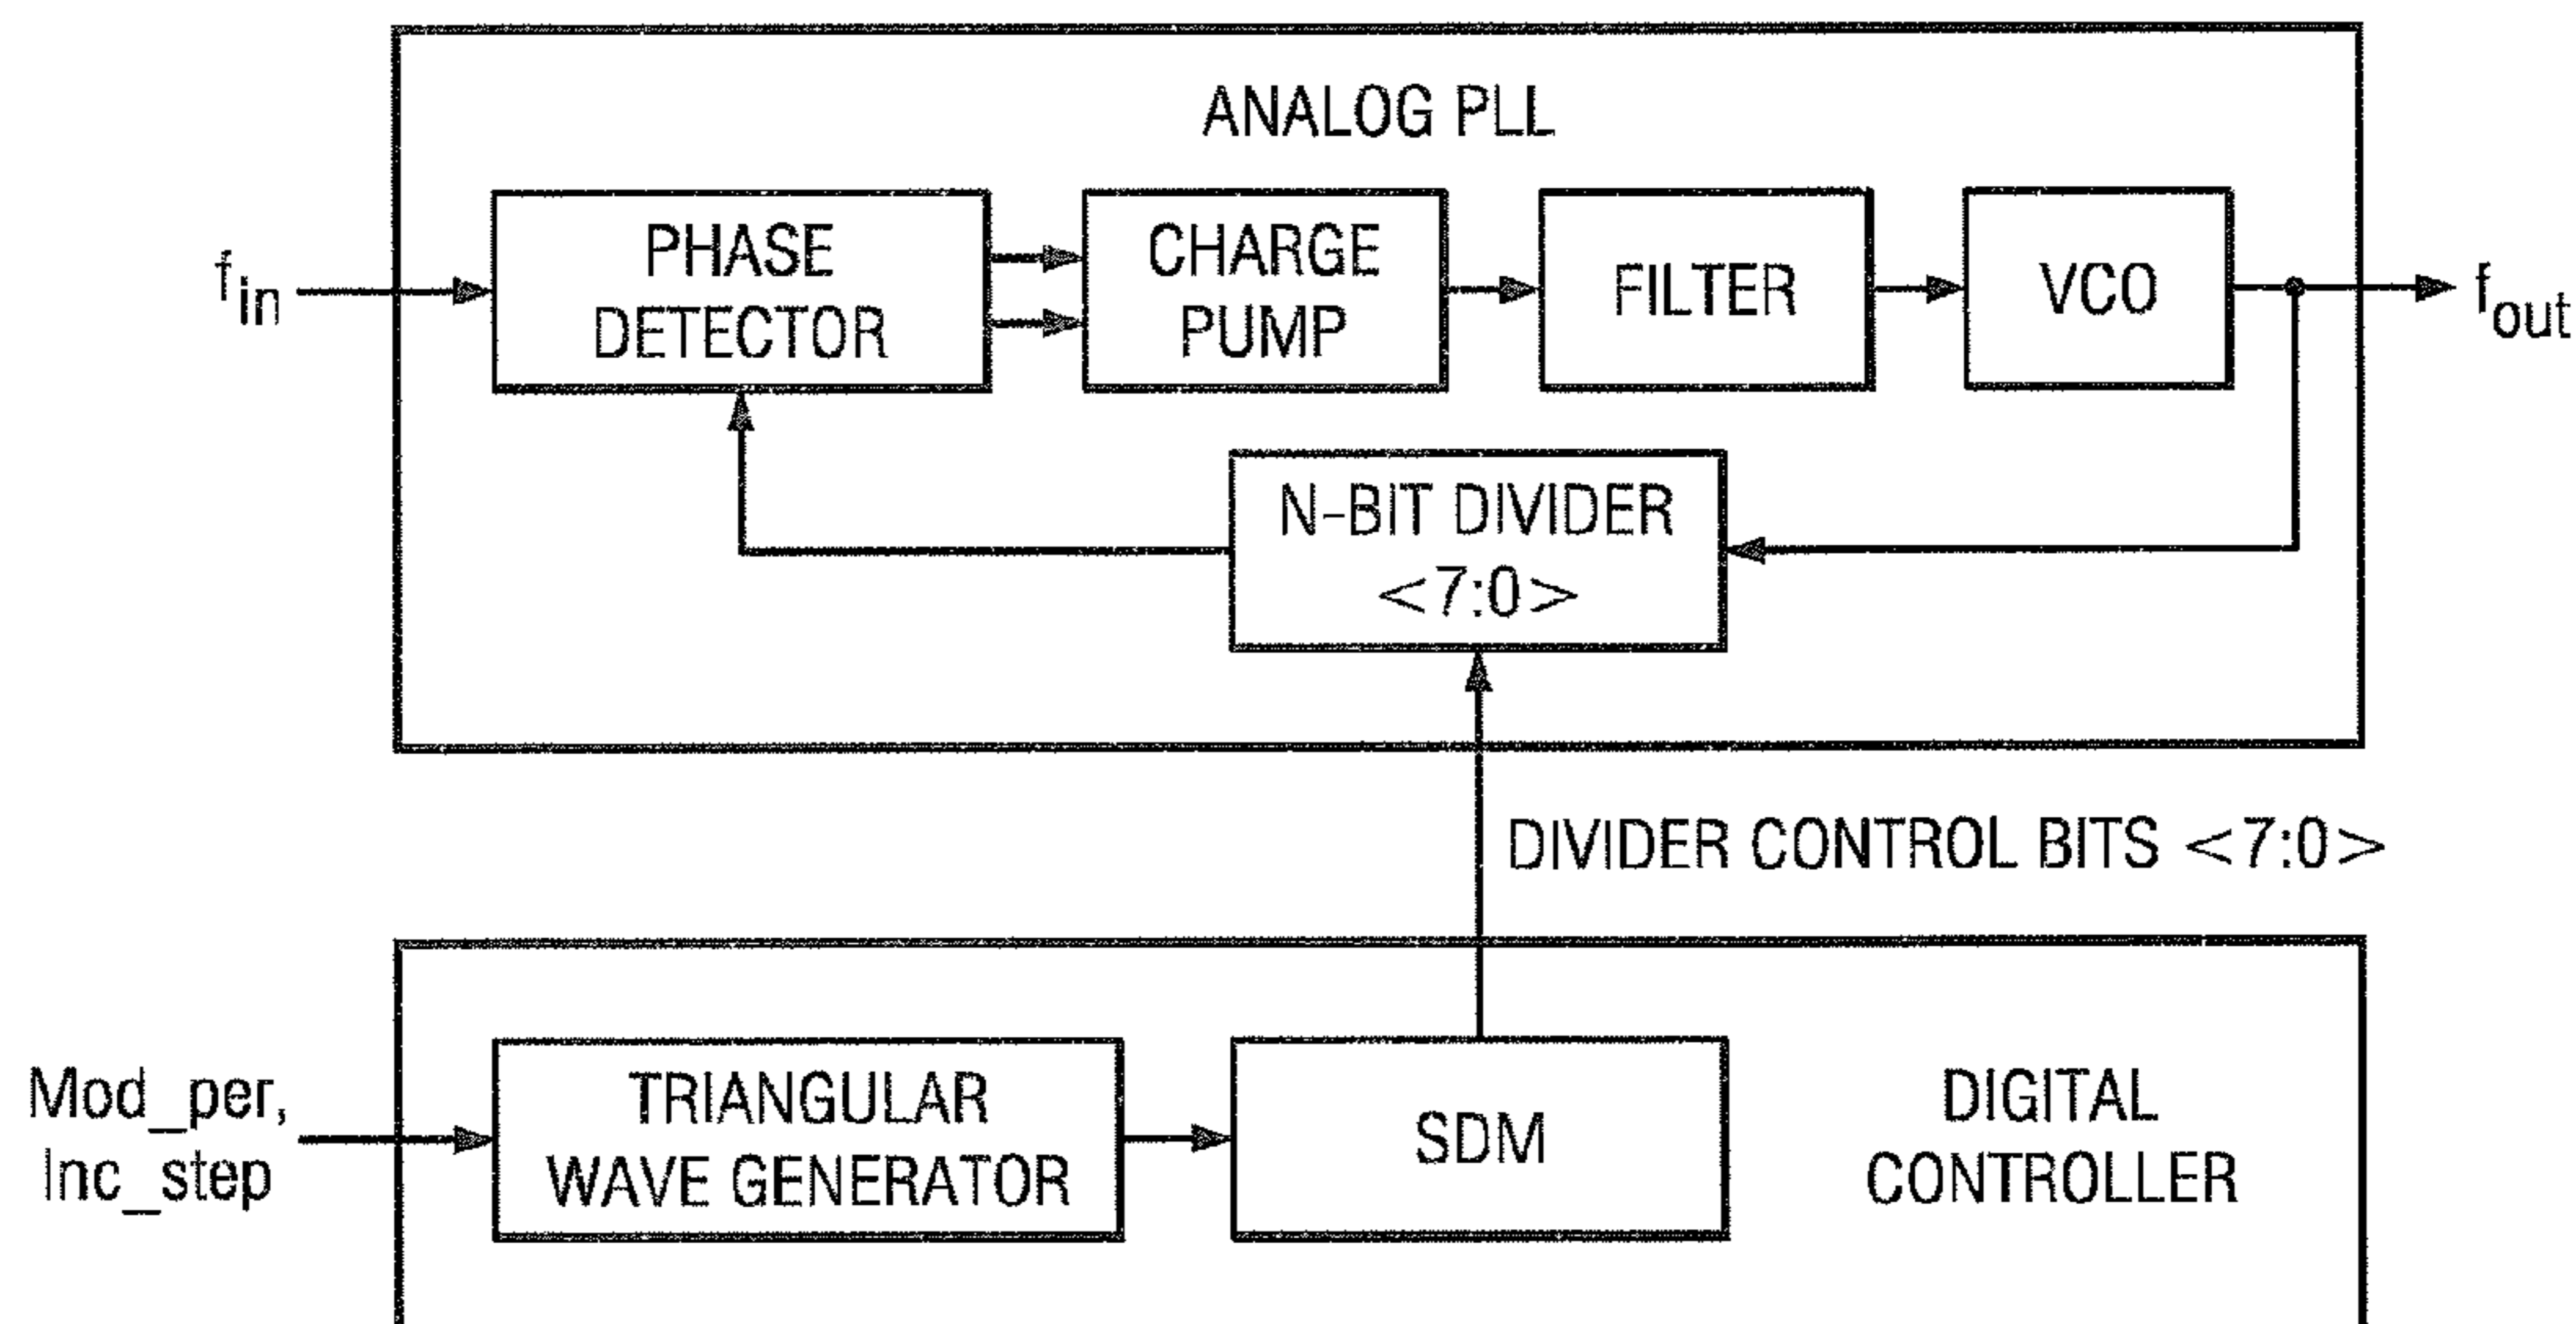 ANALOG PLL
f_in
PHASE
DETECTOR
CHARGE
PUMP
FILTER
VCO
f_out
N-BIT DIVIDER
<7:0>
DIVIDER CONTROL BITS <7:0>
Mod_per,
Inc_step
TRIANGULAR
WAVE GENERATOR
SDM
DIGITAL
CONTROLLER